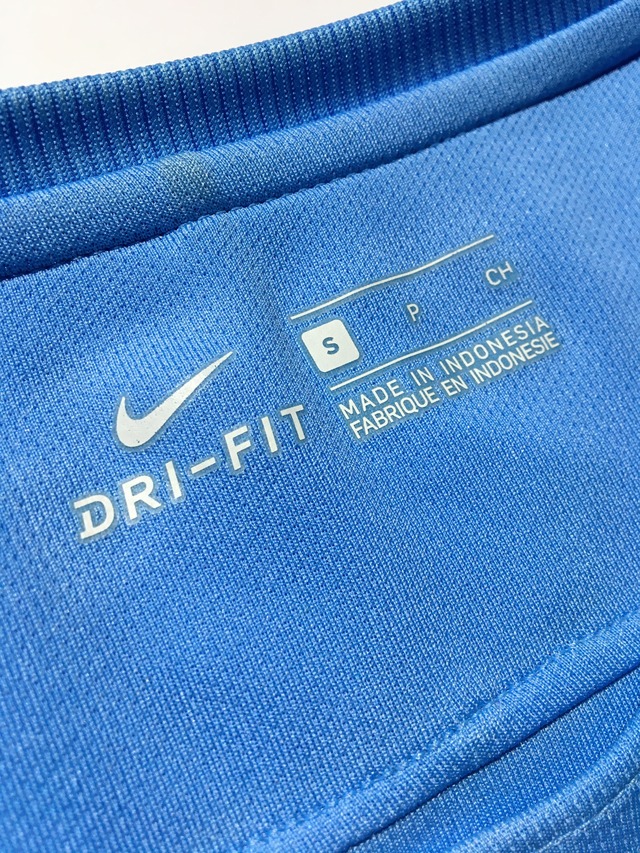 S P CH
MADE IN INDONESIA
FABRIQUE EN INDONESIE
DRI-FIT